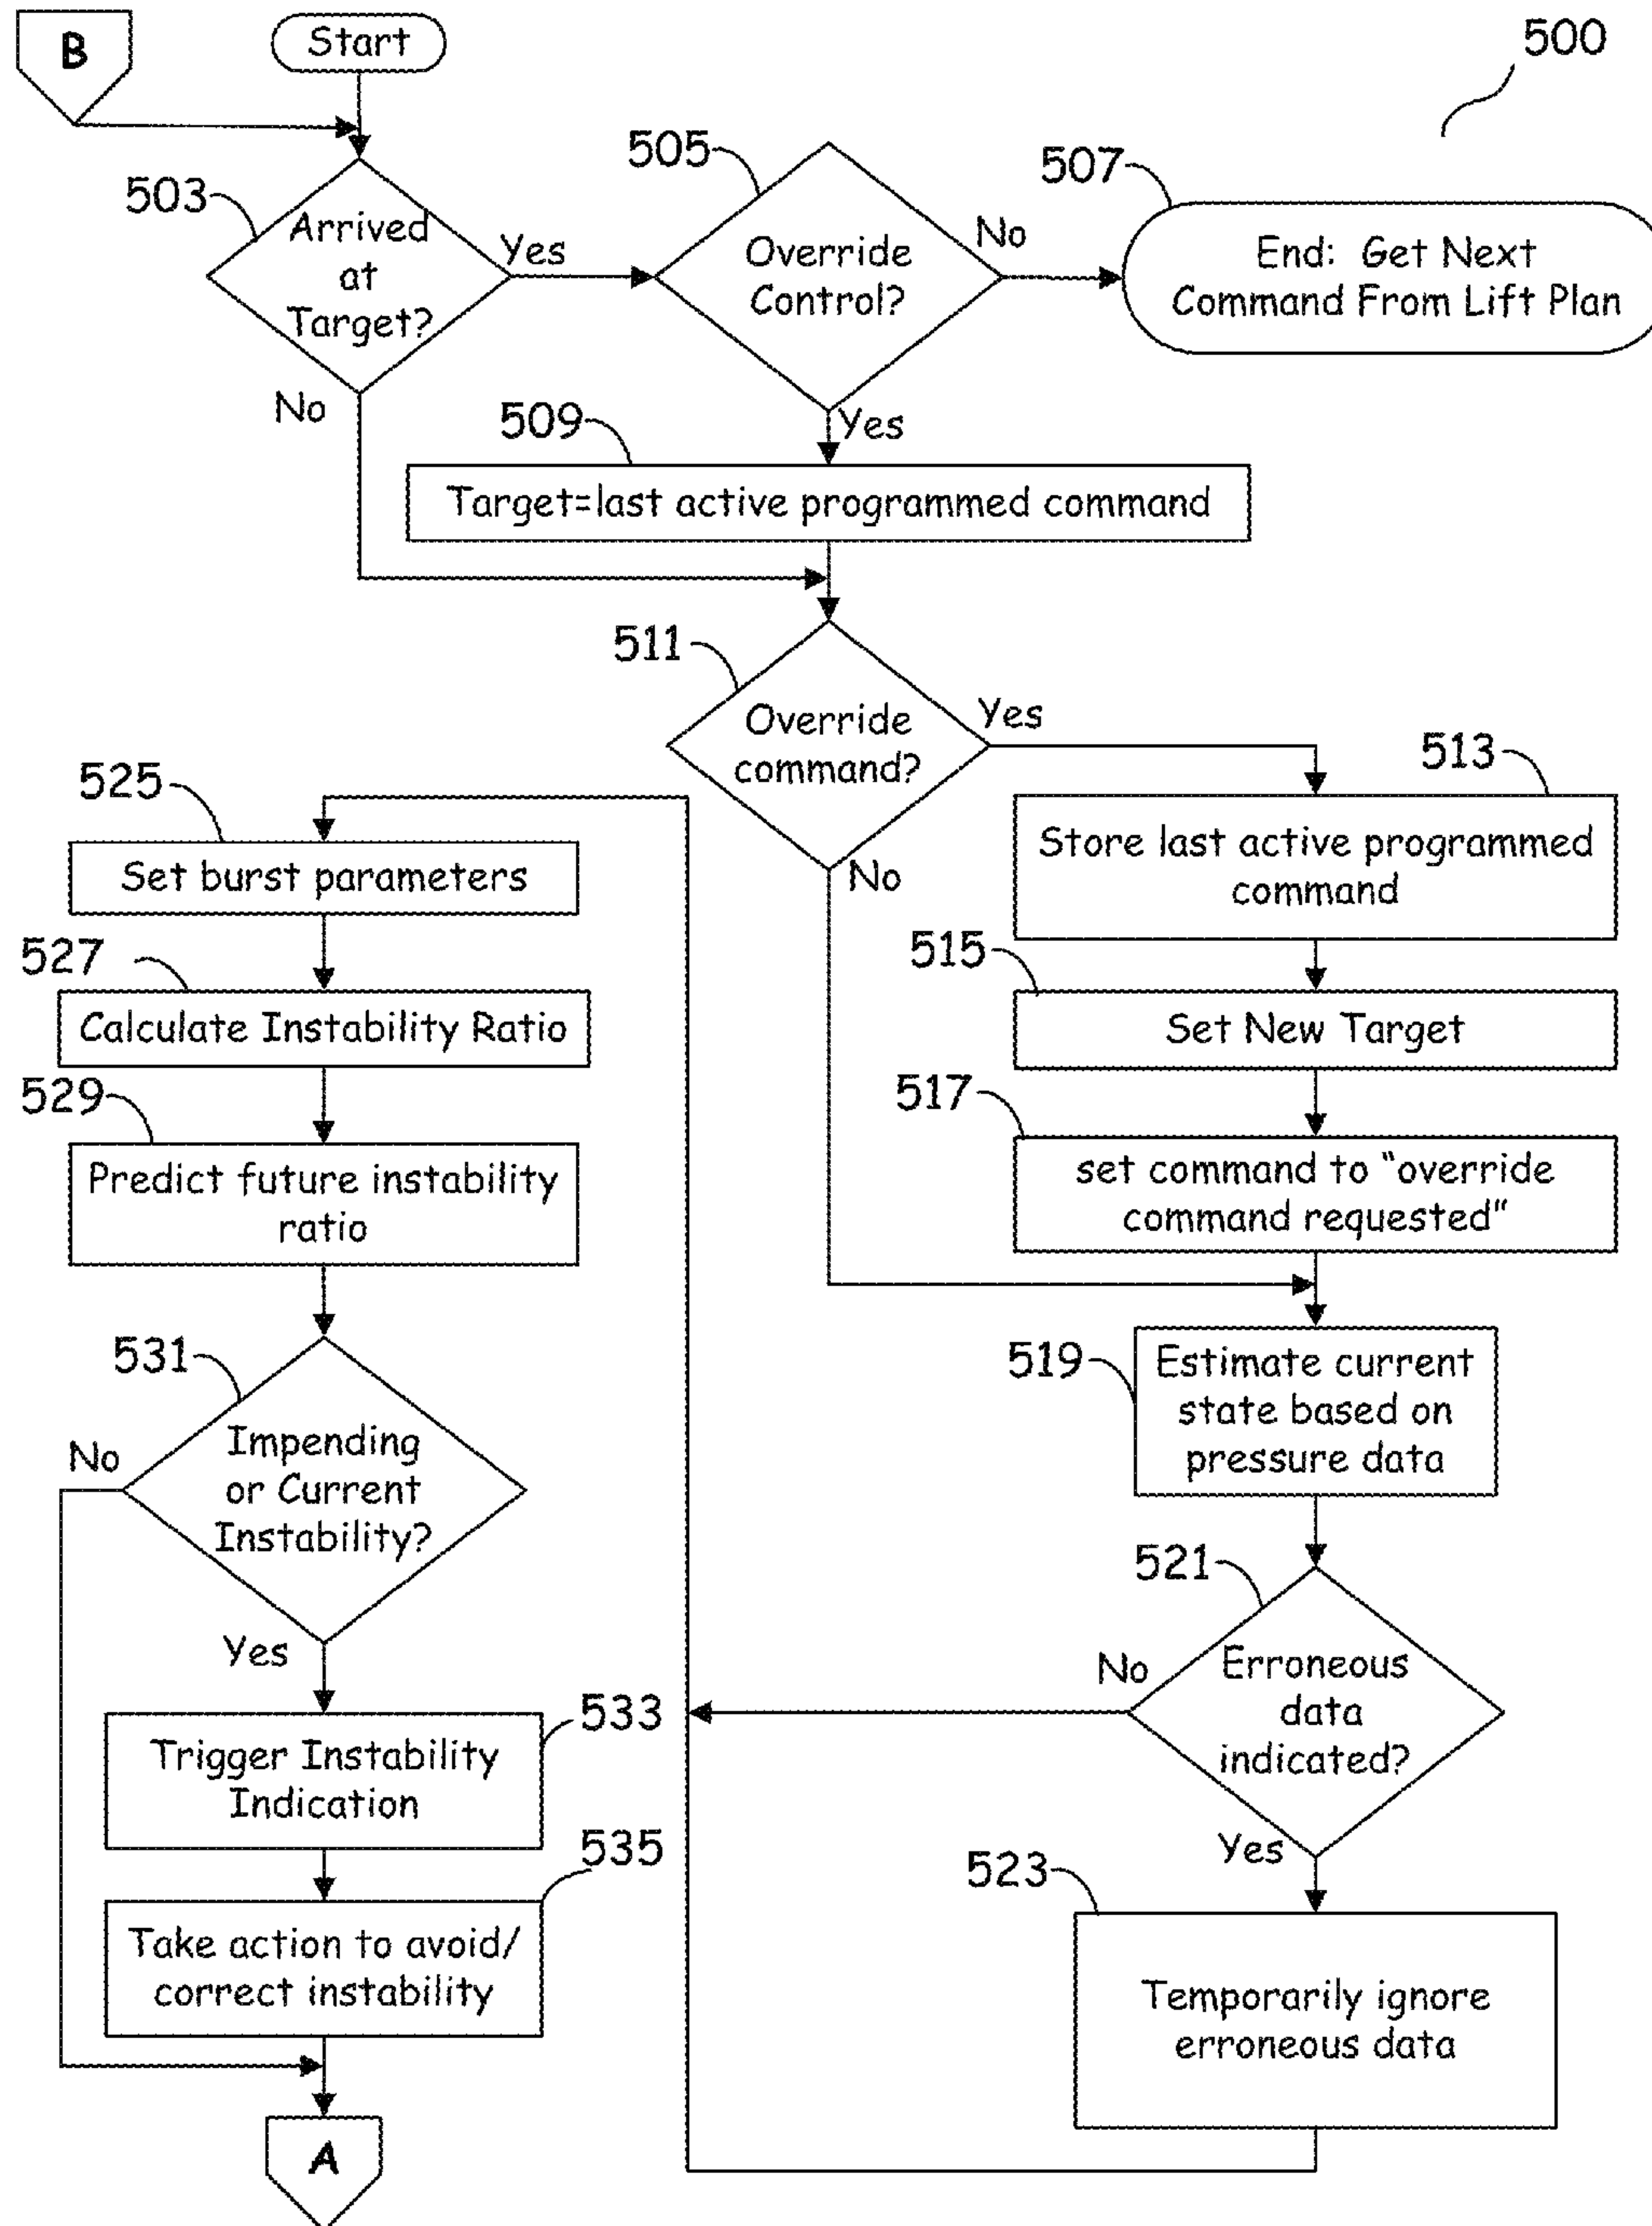 B
Start
500
503
Arrived
at
Target?
Yes
No
505
Override
Control?
No
Yes
507
End: Get Next
Command From Lift Plan
509
Target=last active programmed command
511
Override
command?
Yes
No
513
Store last active programmed
command
515
Set New Target
517
set command to “override
command requested”
519
Estimate current
state based on
pressure data
521
Erroneous
data
indicated?
No
Yes
523
Temporarily ignore
erroneous data
525
Set burst parameters
527
Calculate Instability Ratio
529
Predict future instability
ratio
531
Impending
or Current
Instability?
No
Yes
533
Trigger Instability
Indication
535
Take action to avoid/
correct instability
A